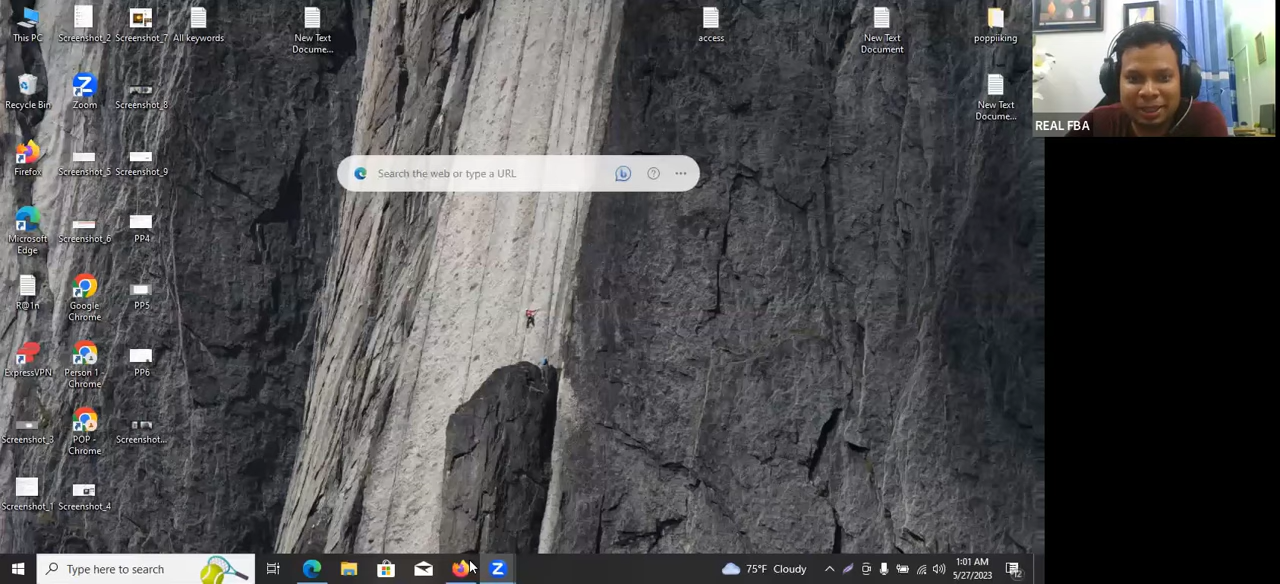 This PC
Screenshot_2
Screenshot_7
All keywords
New Text
Docume...
access
New Text
Document
poppiiking
Recycle Bin
Zoom
Screenshot_8
New Text
Docume...
REAL FBA
Firefox
Screenshot_5
Screenshot_9
Search the web or type a URL
Microsoft
Edge
Screenshot_6
PP4
R@1n
Google
Chrome
PP5
ExpressVPN
Person 1 -
Chrome
PP6
Screenshot_3
POP -
Chrome
Screenshot...
Screenshot_1
Screenshot_4
Type here to search
75°F Cloudy
1:01 AM
5/27/2023